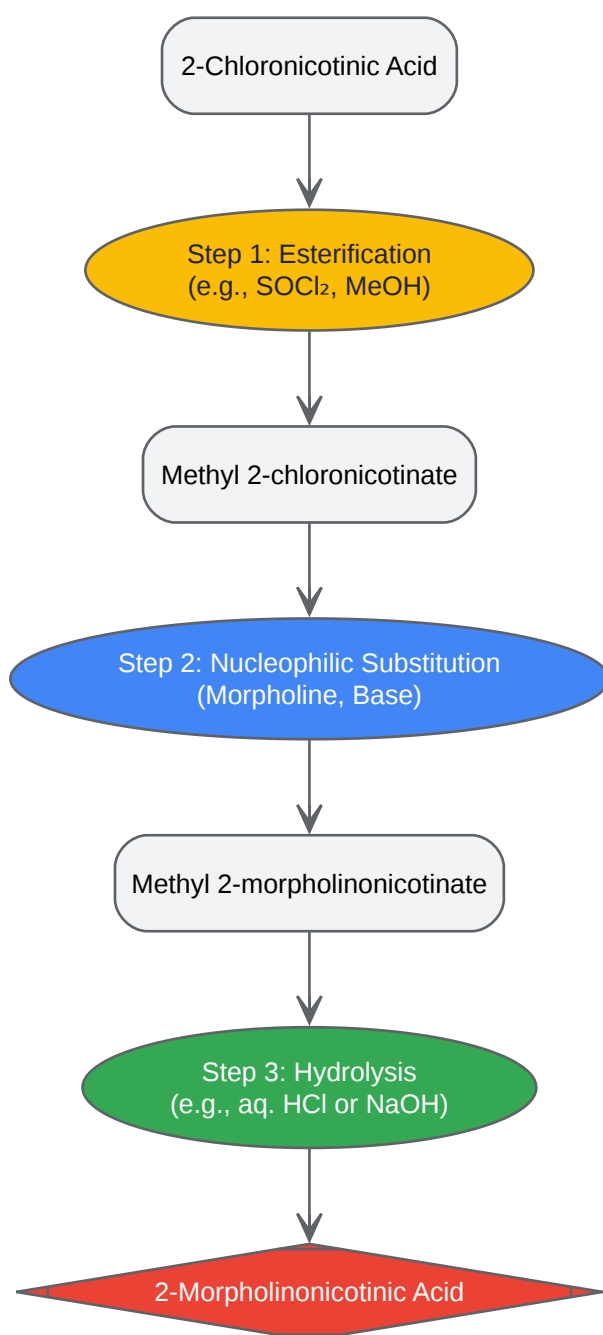 2-Chloronicotinic Acid
Step 1: Esterification
(e.g., SOCl₂, MeOH)
Methyl 2-chloronicotinate
Step 2: Nucleophilic Substitution
(Morpholine, Base)
Methyl 2-morpholinonicotinate
Step 3: Hydrolysis
(e.g., aq. HCl or NaOH)
2-Morpholinonicotinic Acid